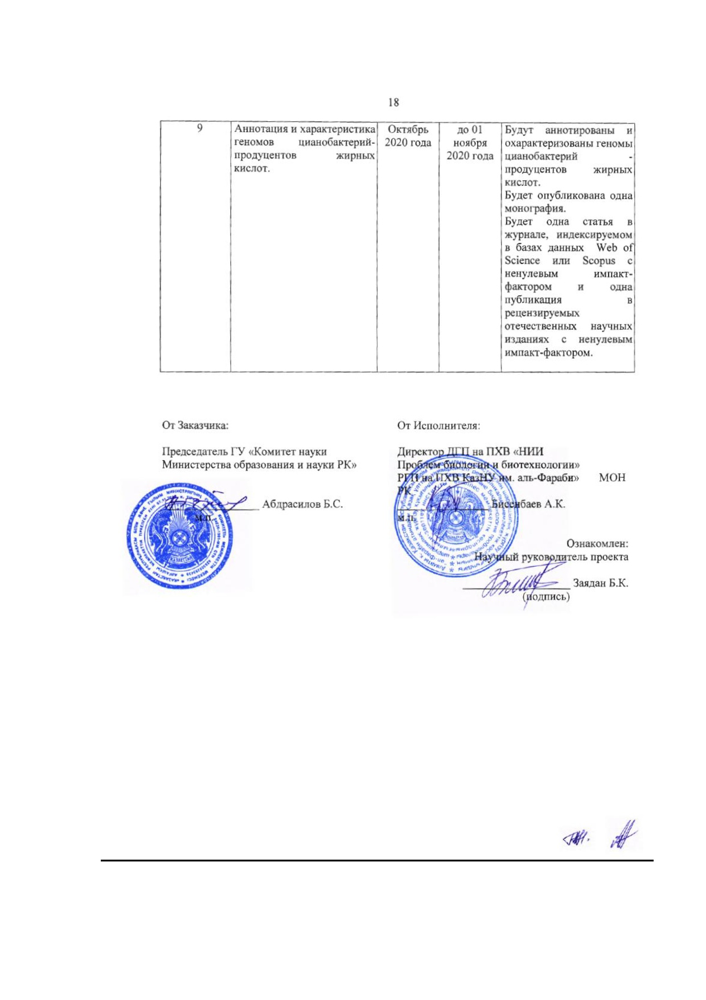 18
9
Аннотация и характеристика
геномов цианобактерий-
продуцентов жирных
кислот.
Октябрь
2020 года
до 01
ноября
2020 года
Будут аннотированы и
охарактеризованы геномы
цианобактерий -
продуцентов жирных
кислот.
Будет опубликована одна
монография.
Будет одна статья в
журнале, индексируемом
в базах данных Web of
Science или Scopus с
ненулевым импакт-
фактором и одна
публикация в
рецензируемых
отечественных научных
изданиях с ненулевым
импакт-фактором.
От Заказчика:
Председатель ГУ «Комитет науки
Министерства образования и науки РК»
Абдрасилов Б.С.
м.п.
От Исполнителя:
Директор ДГП на ПХВ «НИИ
Проблем биологии и биотехнологии»
РГП на ПХВ КазНУ им. аль-Фараби» МОН
РК
Бисенбаев А.К.
м.п.
Ознакомлен:
Научный руководитель проекта
Заядан Б.К.
(подпись)
ҚАЗАҚСТАН